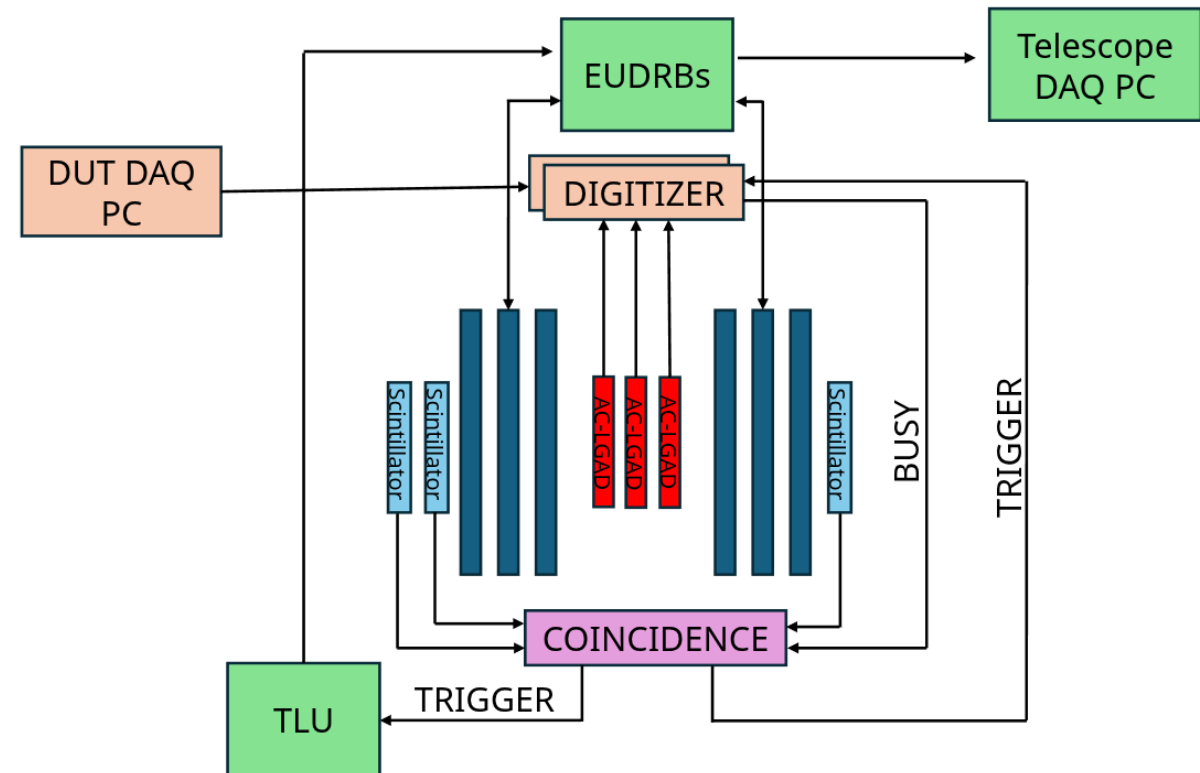 EUDRBs
Telescope
DAQ PC
DUT DAQ
PC
DIGITIZER
Scintillator
Scintillator
AC-LGAD
AC-LGAD
AC-LGAD
Scintillator
BUSY
TRIGGER
COINCIDENCE
TRIGGER
TLU